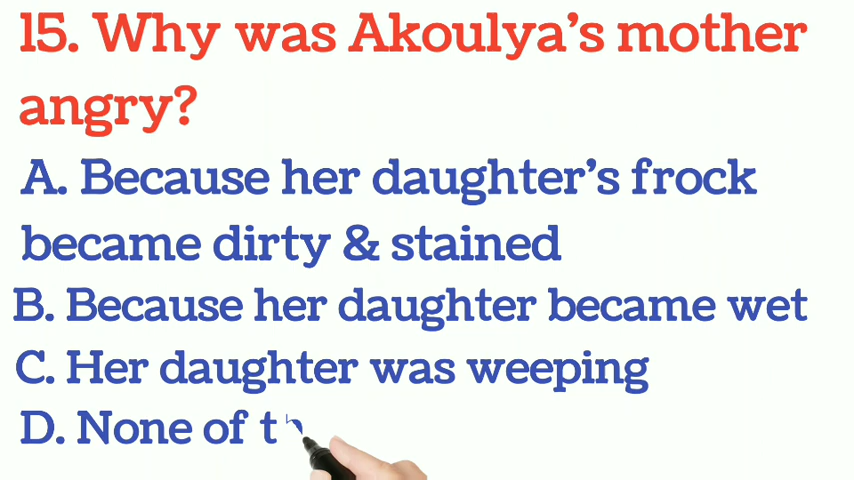 15. Why was Akoulya’s mother
angry?
A. Because her daughter’s frock
became dirty & stained
B. Because her daughter became wet
C. Her daughter was weeping
D. None of t